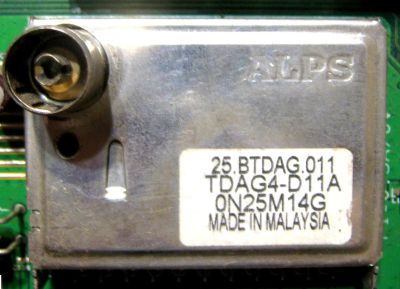 ALPS
25.BTDAG.011
TDAG4-D11A
0N25M14G
MADE IN MALAYSIA